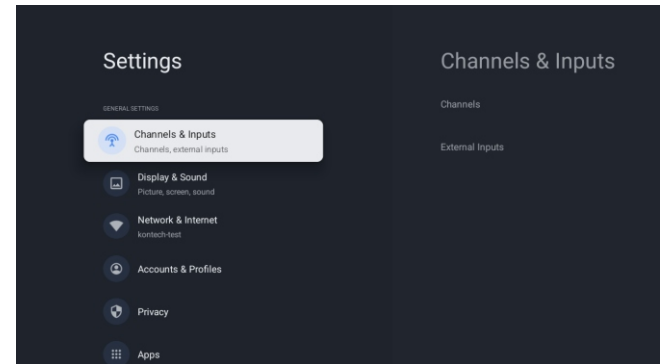 Settings
GENERAL SETTINGS
Channels & Inputs
Channels, external inputs
Display & Sound
Picture, screen, sound
Network & Internet
kontech-test
Accounts & Profiles
Privacy
Apps
Channels & Inputs
Channels
External Inputs